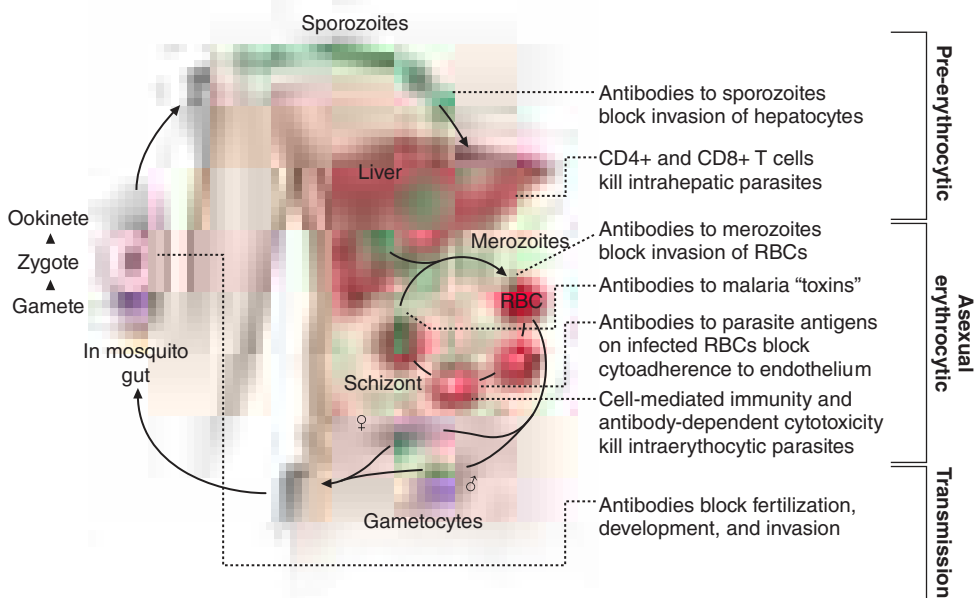 Sporozoites
Antibodies to sporozoites
block invasion of hepatocytes
CD4+ and CD8+ T cells
kill intrahepatic parasites
Pre-erythrocytic
Liver
Ookinete
Zygote
Gamete
In mosquito
gut
Merozoites
RBC
Schizont
♀
♂
Gametocytes
Antibodies to merozoites
block invasion of RBCs
Antibodies to malaria “toxins”
Antibodies to parasite antigens
on infected RBCs block
cytoadherence to endothelium
Cell-mediated immunity and
antibody-dependent cytotoxicity
kill intraerythocytic parasites
Asexual
erythrocytic
Antibodies block fertilization,
development, and invasion
Transmission